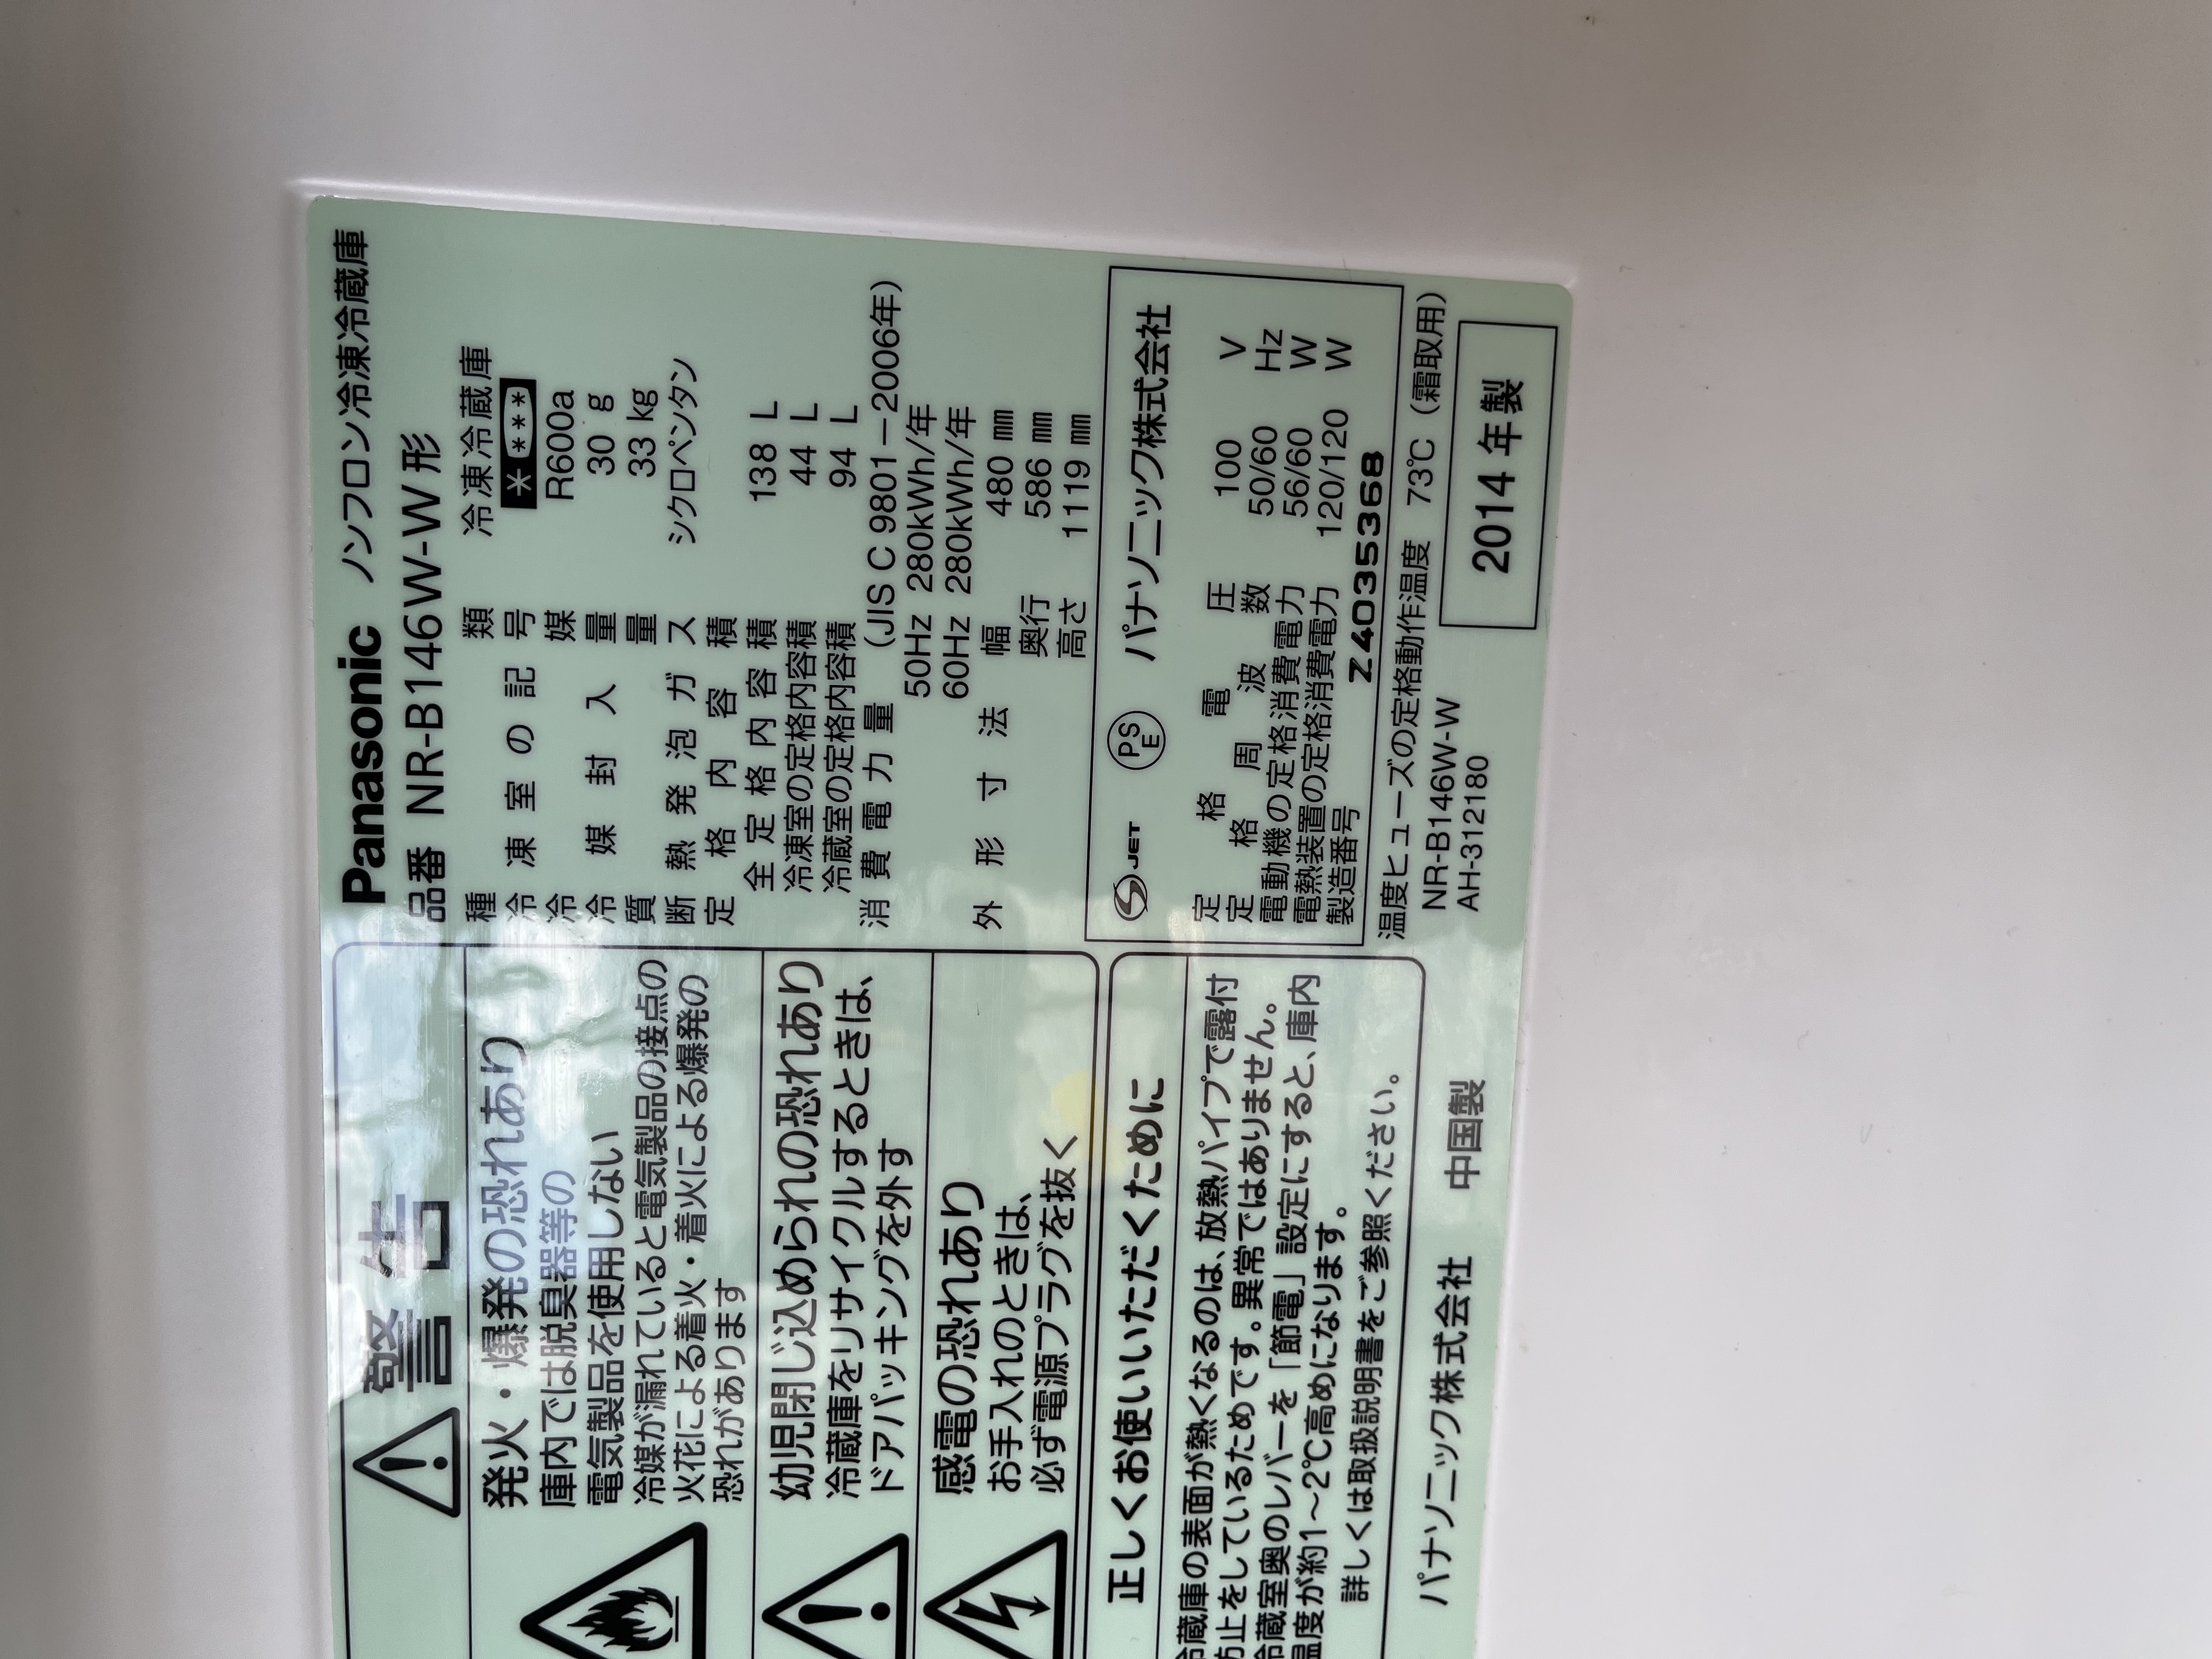 警告
発火・爆発の恐れあり
庫内では脱臭器等の
電気製品を使用しない
冷媒が漏れていると電気製品の接点の
火花による着火・着火による爆発の
恐れがあります
幼児閉じ込められの恐れあり
冷蔵庫をリサイクルするときは、
ドアパッキングを外す
感電の恐れあり
お手入れのときは、
必ず電源プラグを抜く
正しくお使いいただくために
冷蔵庫の表面が熱くなるのは、放熱パイプで露付
防止をしているためです。異常ではありません。
冷蔵室奥のレバーを「節電」設定にすると、庫内
温度が約1〜2℃高めになります。
詳しくは取扱説明書をご参照ください。
パナソニック株式会社 中国製
Panasonic ノンフロン冷凍冷蔵庫
品番 NR-B146W-W形
種類 冷凍冷蔵庫
冷凍室の記号 * ***
冷媒 R600a
冷媒封入量 30 g
質量 33 kg
断熱発泡ガス シクロペンタン
定格内容積
全定格内容積 138 L
冷凍室の定格内容積 44 L
冷蔵室の定格内容積 94 L
消費電力量 (JIS C 9801−2006年)
50Hz 280kWh/年
60Hz 280kWh/年
外形寸法 幅 480 mm
奥行 586 mm
高さ 1119 mm
S-JET PSE パナソニック株式会社
定格電圧 100 V
定格周波数 50/60 Hz
電動機の定格消費電力 56/60 W
電熱装置の定格消費電力 120/120 W
製造番号 Z4035368
温度ヒューズの定格動作温度 73℃(霜取用)
NR-B146W-W
AH-312180
2014年製